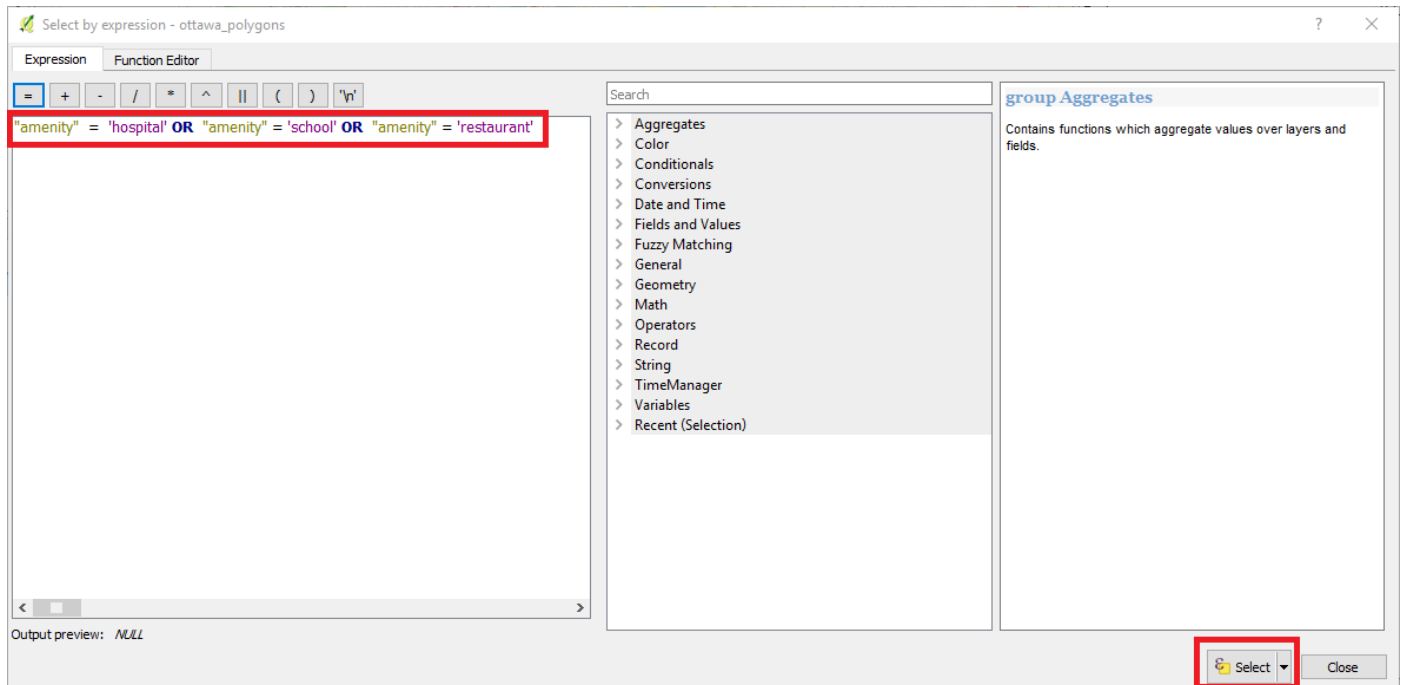 Select by expression - ottawa_polygons
? ×
Expression Function Editor
= + - / * ^ || ( ) '\n'
"amenity" = 'hospital' OR "amenity" = 'school' OR "amenity" = 'restaurant'
Output preview: NULL
Search
> Aggregates
> Color
> Conditionals
> Conversions
> Date and Time
> Fields and Values
> Fuzzy Matching
> General
> Geometry
> Math
> Operators
> Record
> String
> TimeManager
> Variables
> Recent (Selection)
group Aggregates
Contains functions which aggregate values over layers and
fields.
Select Close